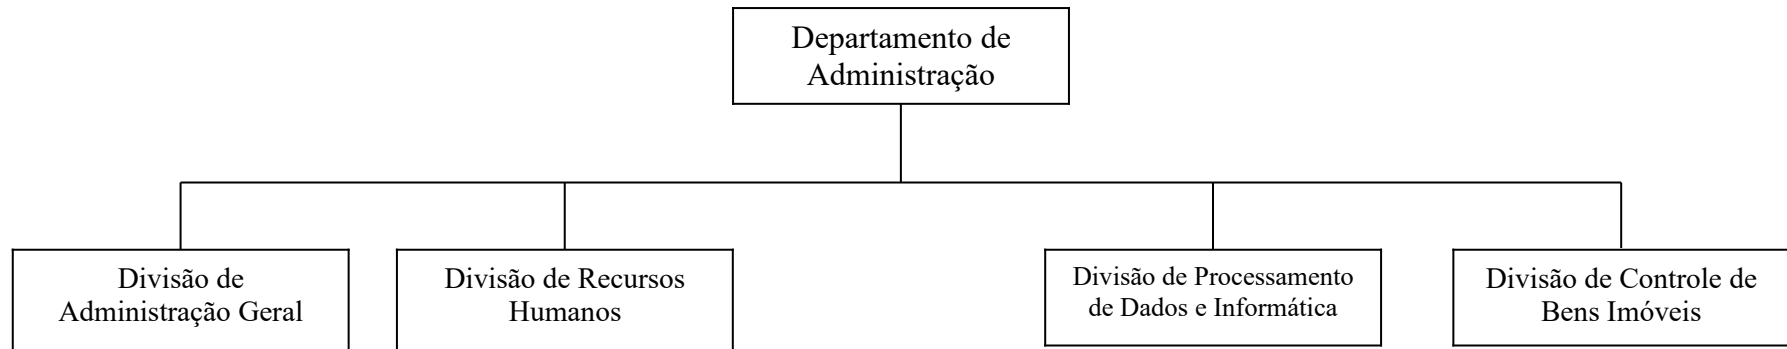 Departamento de
Administração
Divisão de
Administração Geral
Divisão de Recursos
Humanos
Divisão de Processamento
de Dados e Informática
Divisão de Controle de
Bens Imóveis